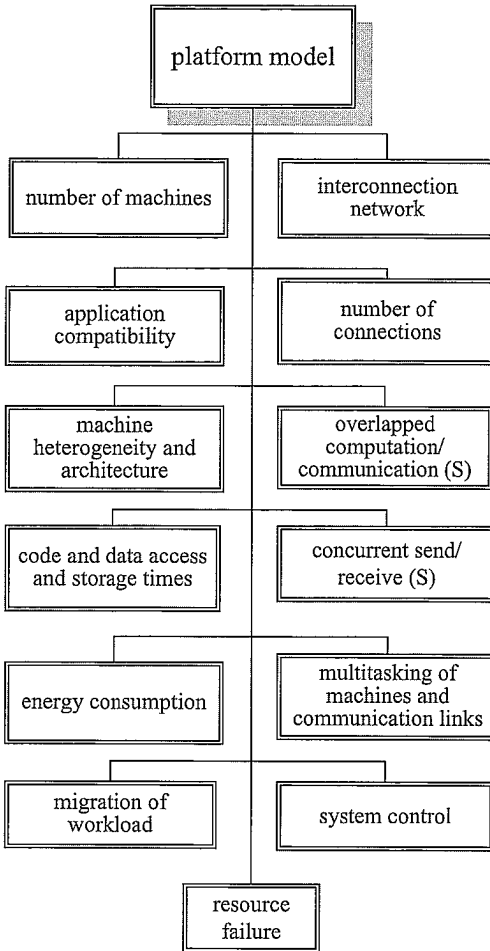 platform model
number of machines
interconnection
network
application
compatibility
number of
connections
machine
heterogeneity and
architecture
overlapped
computation/
communication (S)
code and data access
and storage times
concurrent send/
receive (S)
energy consumption
multitasking of
machines and
communication links
migration of
workload
system control
resource
failure